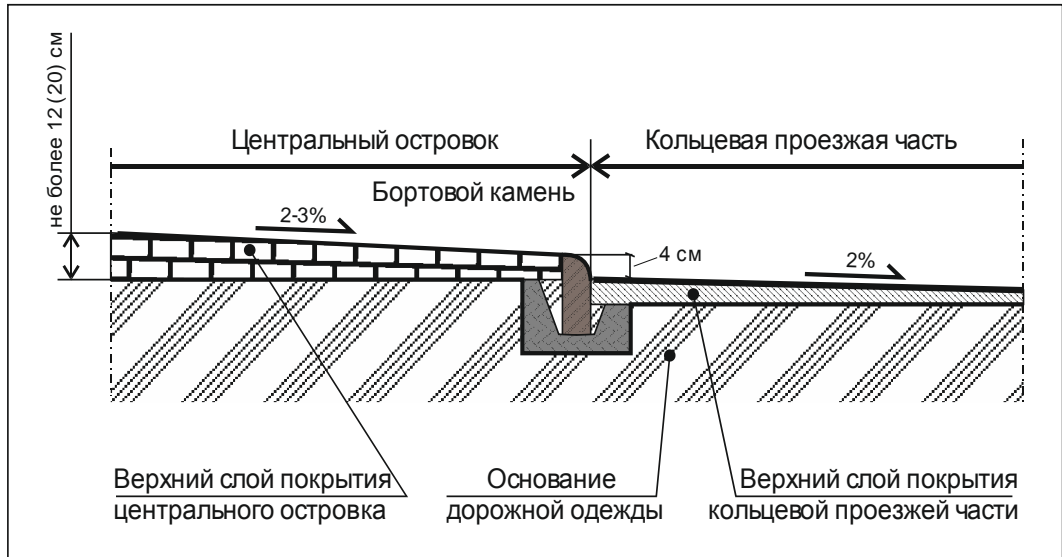 не более 12 (20) см
Центральный островок
Кольцевая проезжая часть
Бортовой камень
2-3%
4 см
2%
Верхний слой покрытия
центрального островка
Основание
дорожной одежды
Верхний слой покрытия
кольцевой проезжей части